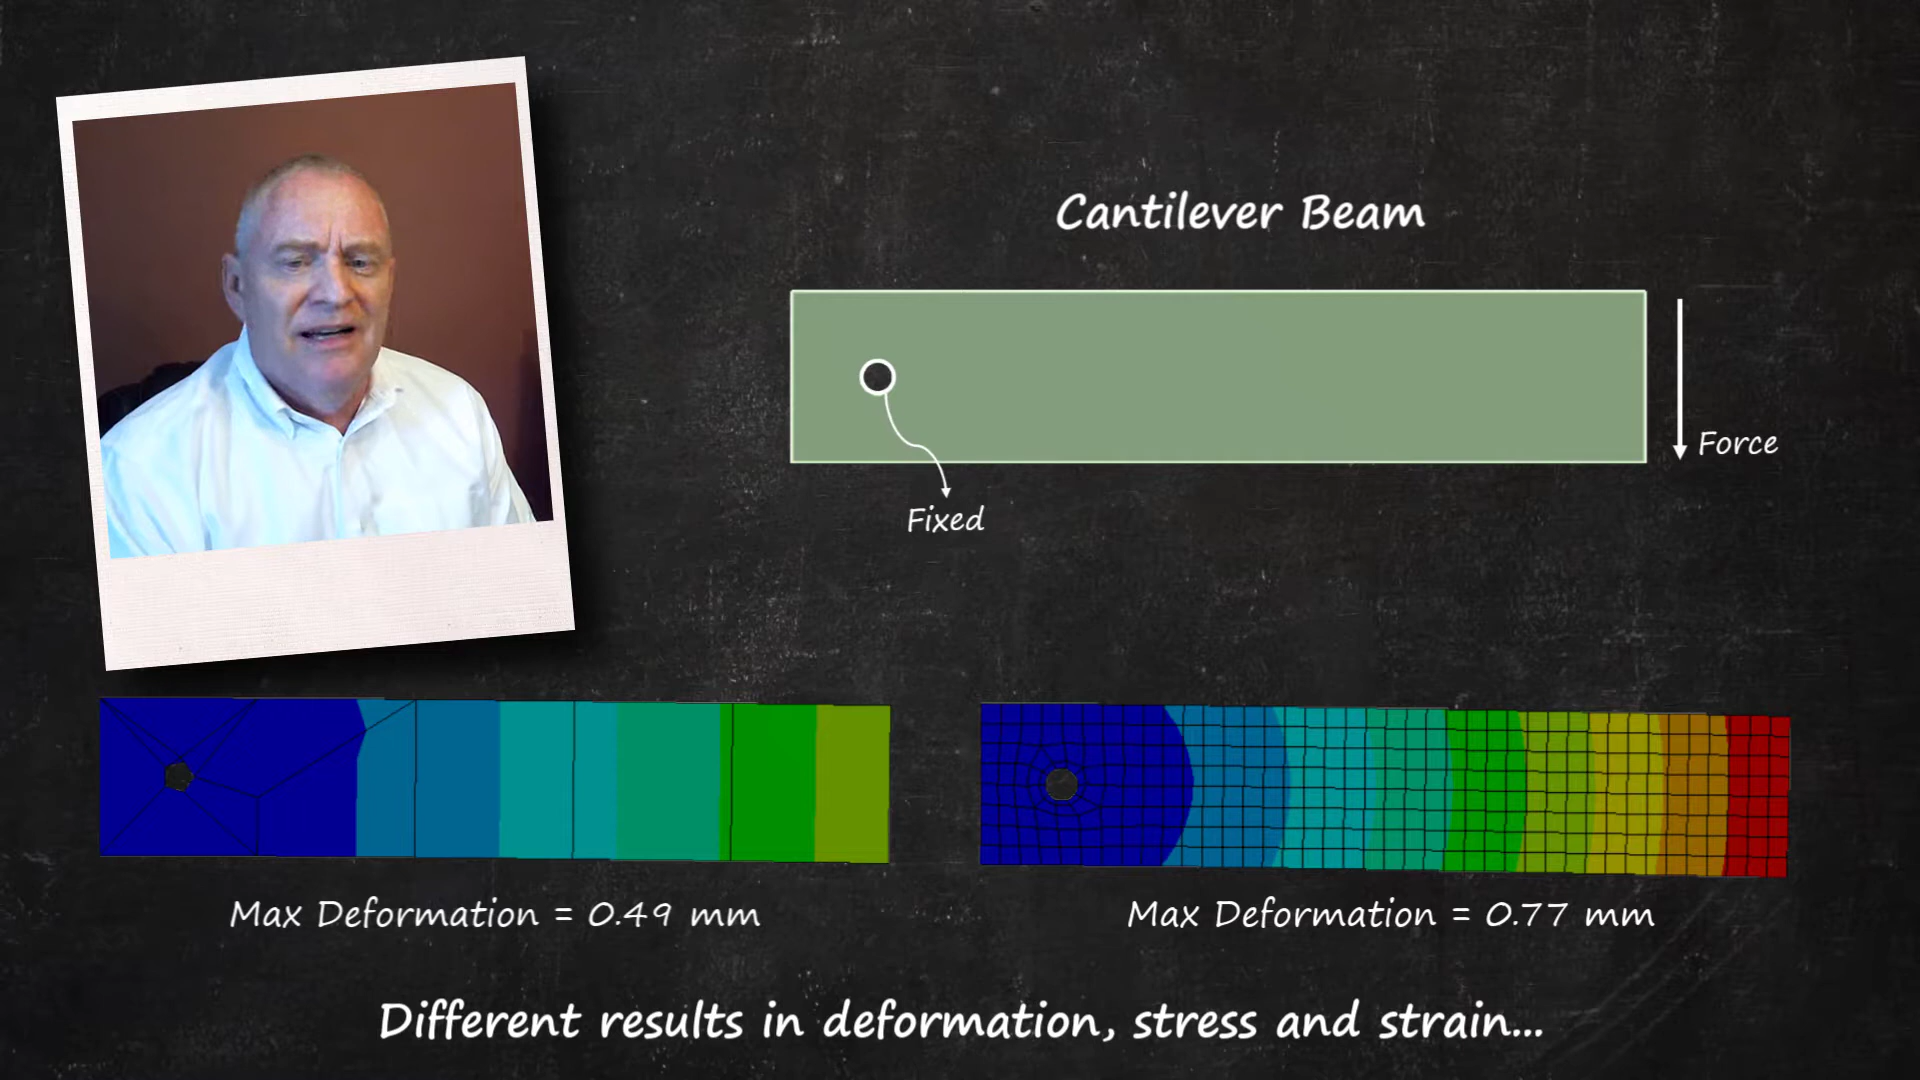 Cantilever Beam
Force
Fixed
Max Deformation = 0.49 mm
Max Deformation = 0.77 mm
Different results in deformation, stress and strain...